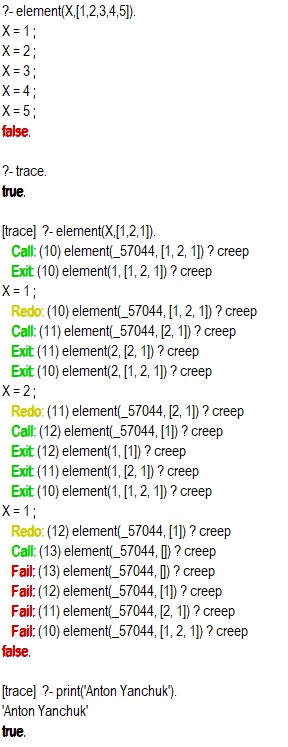 ?- element(X,[1,2,3,4,5]).
X = 1 ;
X = 2 ;
X = 3 ;
X = 4 ;
X = 5 ;
false.
?- trace.
true.
[trace]  ?- element(X,[1,2,1]).
Call: (10) element(_57044, [1, 2, 1]) ? creep
Exit: (10) element(1, [1, 2, 1]) ? creep
X = 1 ;
Redo: (10) element(_57044, [1, 2, 1]) ? creep
Call: (11) element(_57044, [2, 1]) ? creep
Exit: (11) element(2, [2, 1]) ? creep
Exit: (10) element(2, [1, 2, 1]) ? creep
X = 2 ;
Redo: (11) element(_57044, [2, 1]) ? creep
Call: (12) element(_57044, [1]) ? creep
Exit: (12) element(1, [1]) ? creep
Exit: (11) element(1, [2, 1]) ? creep
Exit: (10) element(1, [1, 2, 1]) ? creep
X = 1 ;
Redo: (12) element(_57044, [1]) ? creep
Call: (13) element(_57044, []) ? creep
Fail: (13) element(_57044, []) ? creep
Fail: (12) element(_57044, [1]) ? creep
Fail: (11) element(_57044, [2, 1]) ? creep
Fail: (10) element(_57044, [1, 2, 1]) ? creep
false.
[trace]  ?- print('Anton Yanchuk').
'Anton Yanchuk'
true.